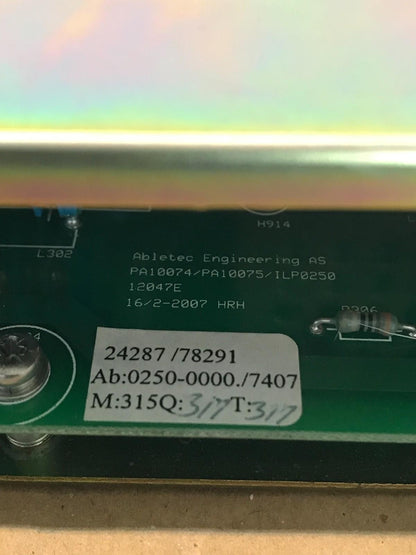 H914
L302
Abletec Engineering AS
PA10074/PA10075/ILP0250
12047E
16/2-2007 HRH
24287 /78291
Ab:0250-0000./7407
M:315Q:317T:317